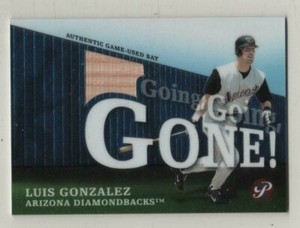 AUTHENTIC GAME-USED BAT
Going,
Going,
GONE!
LUIS GONZALEZ
ARIZONA DIAMONDBACKS™
P